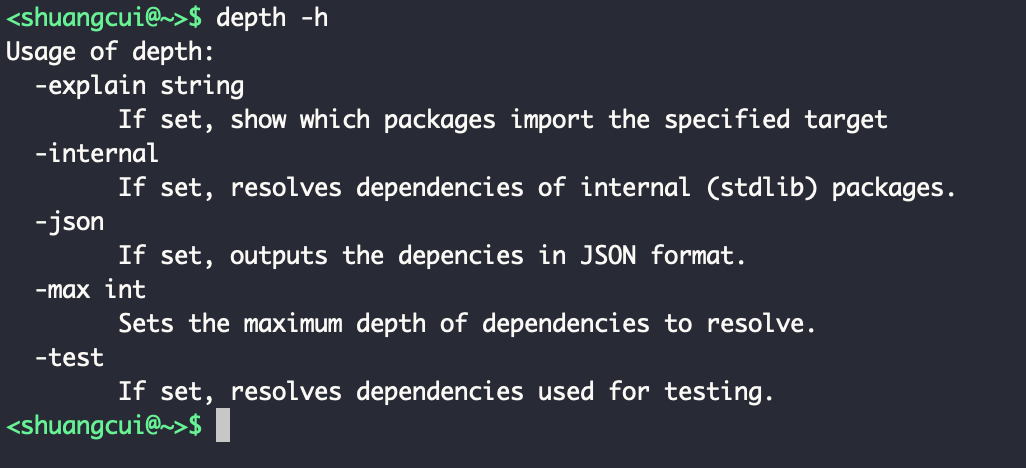 <shuangcui@~>$ depth -h
Usage of depth:
  -explain string
        If set, show which packages import the specified target
  -internal
        If set, resolves dependencies of internal (stdlib) packages.
  -json
        If set, outputs the depencies in JSON format.
  -max int
        Sets the maximum depth of dependencies to resolve.
  -test
        If set, resolves dependencies used for testing.
<shuangcui@~>$